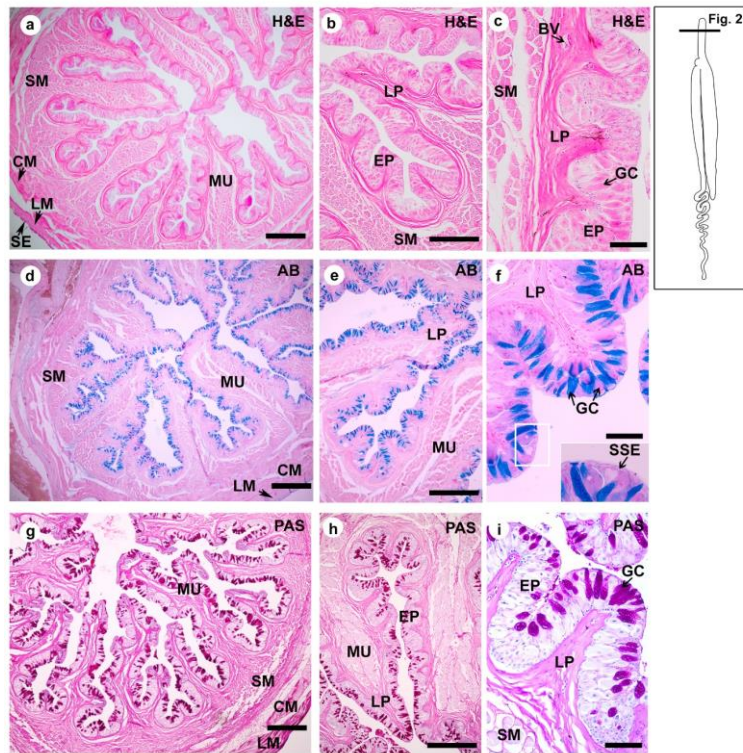 a
H&E
SM
MU
CM
LM
SE
b
H&E
LP
EP
SM
c
H&E
BV
SM
LP
GC
EP
Fig. 2
d
AB
SM
MU
CM
LM
e
AB
LP
MU
f
AB
LP
GC
SSE
g
PAS
MU
SM
CM
LM
h
EP
MU
LP
PAS
i
PAS
GC
EP
LP
SM